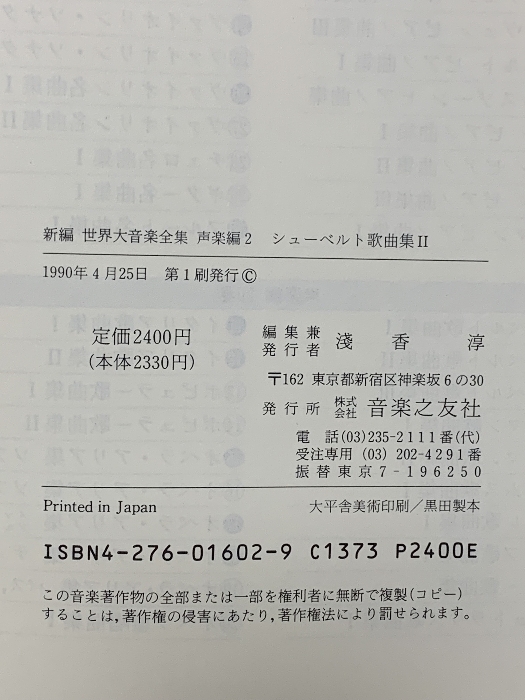 新編 世界大音楽全集 声楽編2 シューベルト歌曲集II
1990年4月25日 第1刷発行©
定価2400円
(本体2330円)
編集兼
発行者 淺香 淳
〒162 東京都新宿区神楽坂6の30
発行所 株式会社 音楽之友社
電話(03)235-2111番(代)
受注専用(03)202-4291番
振替東京7-196250
Printed in Japan 大平舎美術印刷/黒田製本
ISBN4-276-01602-9 C1373 P2400E
この音楽著作物の全部または一部を権利者に無断で複製(コピー)
することは,著作権の侵害にあたり,著作権法により罰せられます。